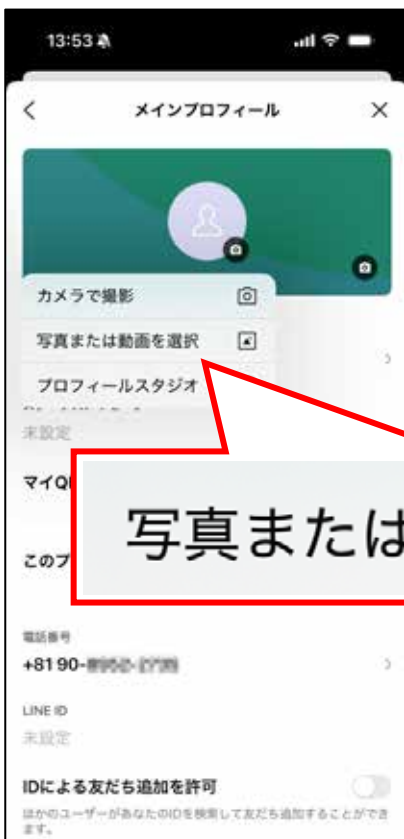 13:53
メインプロフィール
カメラで撮影
写真または動画を選択
プロフィールスタジオ
未設定
マイQ
写真または
このプ
電話番号
+81 90-
LINE ID
未設定
IDによる友だち追加を許可
ほかのユーザーがあなたのIDを検索して友だち追加することができ
ます。